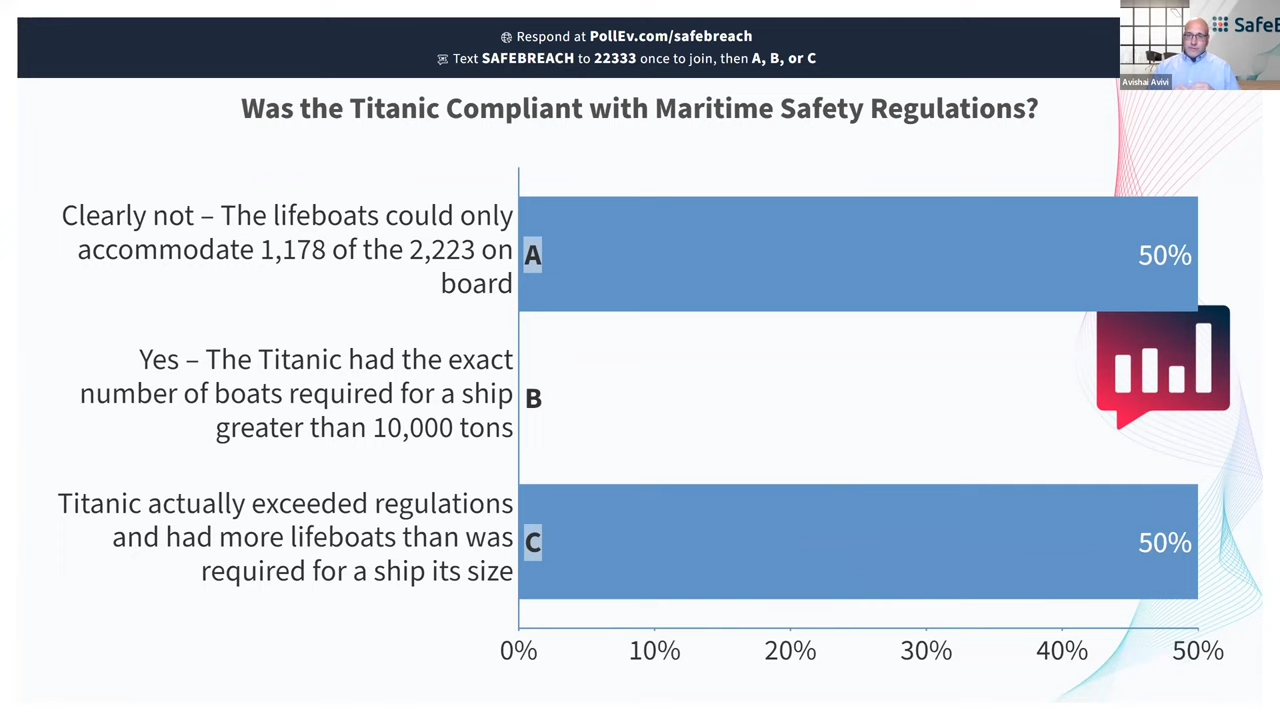 Respond at PollEv.com/safebreach
Text SAFEBREACH to 22333 once to join, then A, B, or C
Avishai Avivi
Was the Titanic Compliant with Maritime Safety Regulations?
Clearly not – The lifeboats could only
accommodate 1,178 of the 2,223 on
board
A
50%
Yes – The Titanic had the exact
number of boats required for a ship
greater than 10,000 tons
B
Titanic actually exceeded regulations
and had more lifeboats than was
required for a ship its size
C
50%
0% 10% 20% 30% 40% 50%